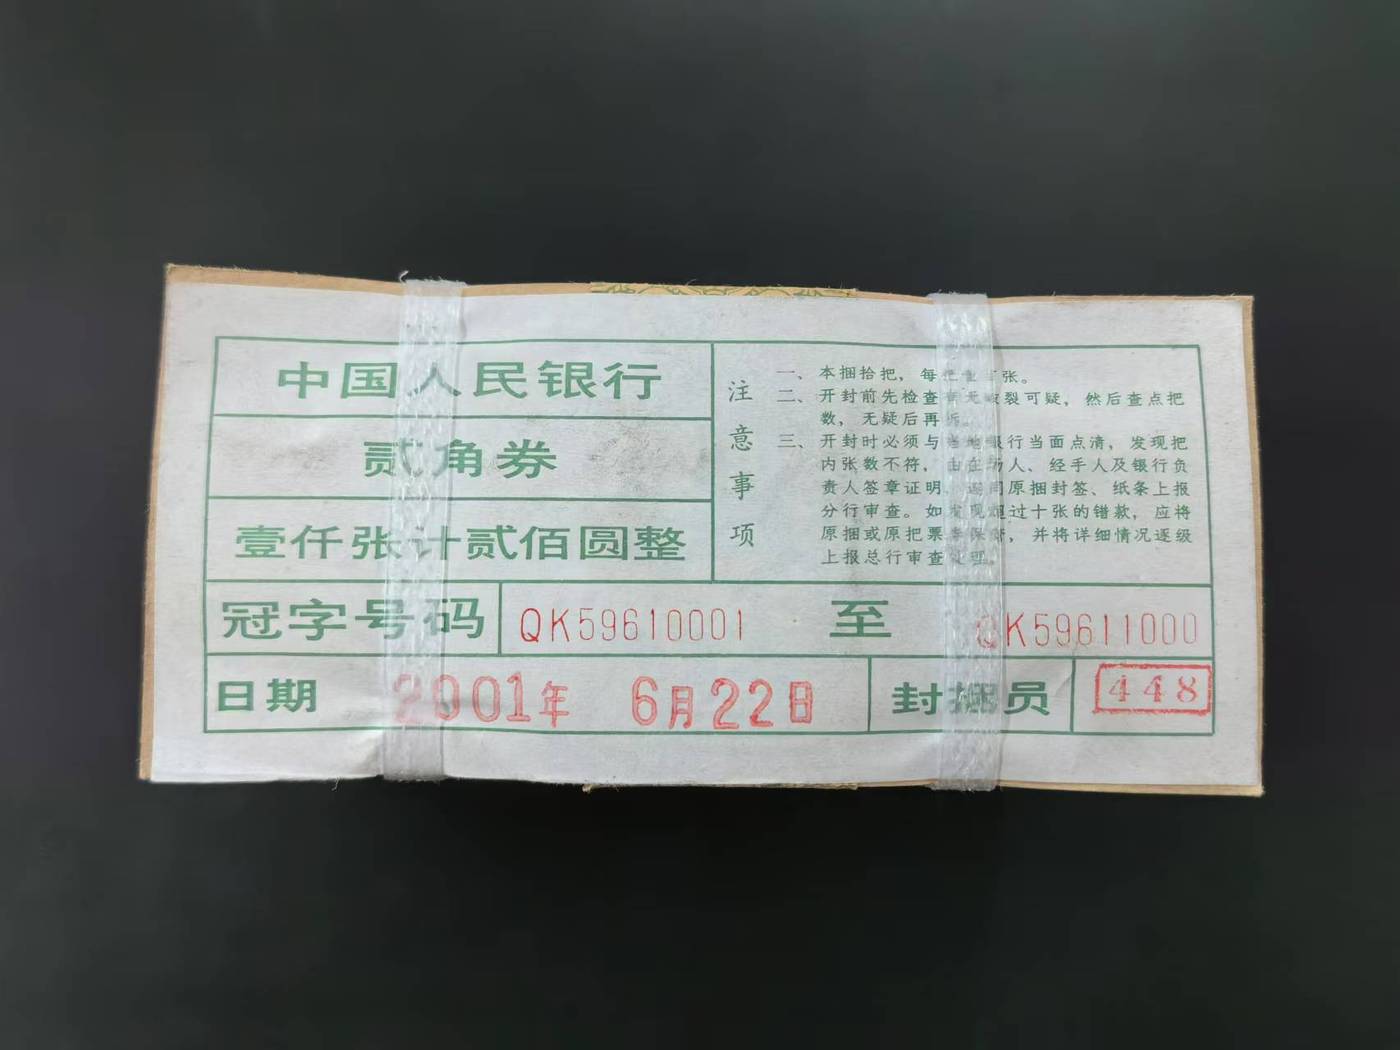 中国人民银行
贰角券
壹仟张计贰佰圆整
注意事项
一、本捆拾把，每把壹百张。
二、开封前先检查有无破裂可疑，然后查点把
数，无疑后再拆。
三、开封时必须与当地银行当面点清，发现把
内张数不符，由在场人、经手人及银行负
责人签章证明，连同原捆封签、纸条上报
分行审查。如发现超过十张的错款，应将
原捆或原把票券保留，并将详细情况逐级
上报总行审查处理。
冠字号码 QK59610001 至 QK59611000
日期 2001年 6月22日 封捆员 448